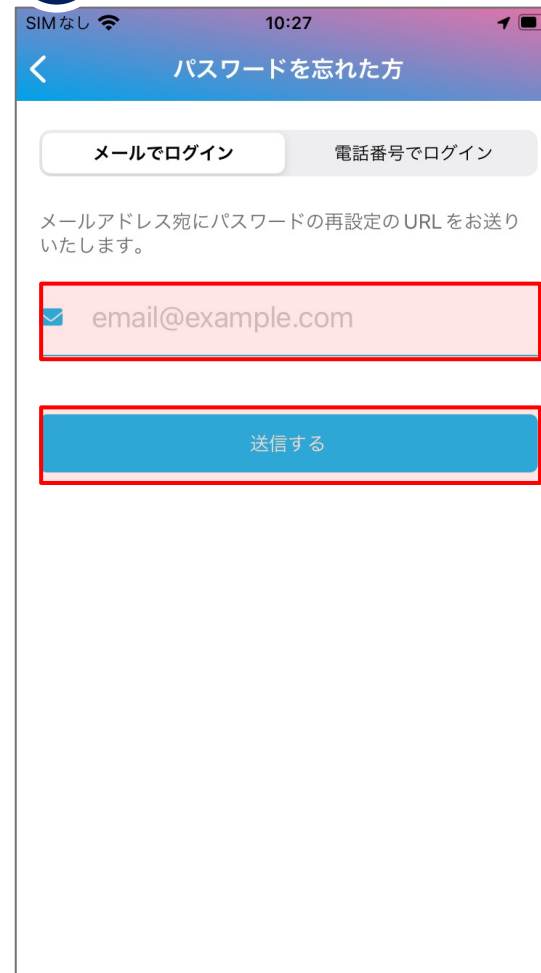 SIMなし 10:27
パスワードを忘れた方
メールでログイン 電話番号でログイン
メールアドレス宛にパスワードの再設定のURLをお送り
いたします。
email@example.com
送信する